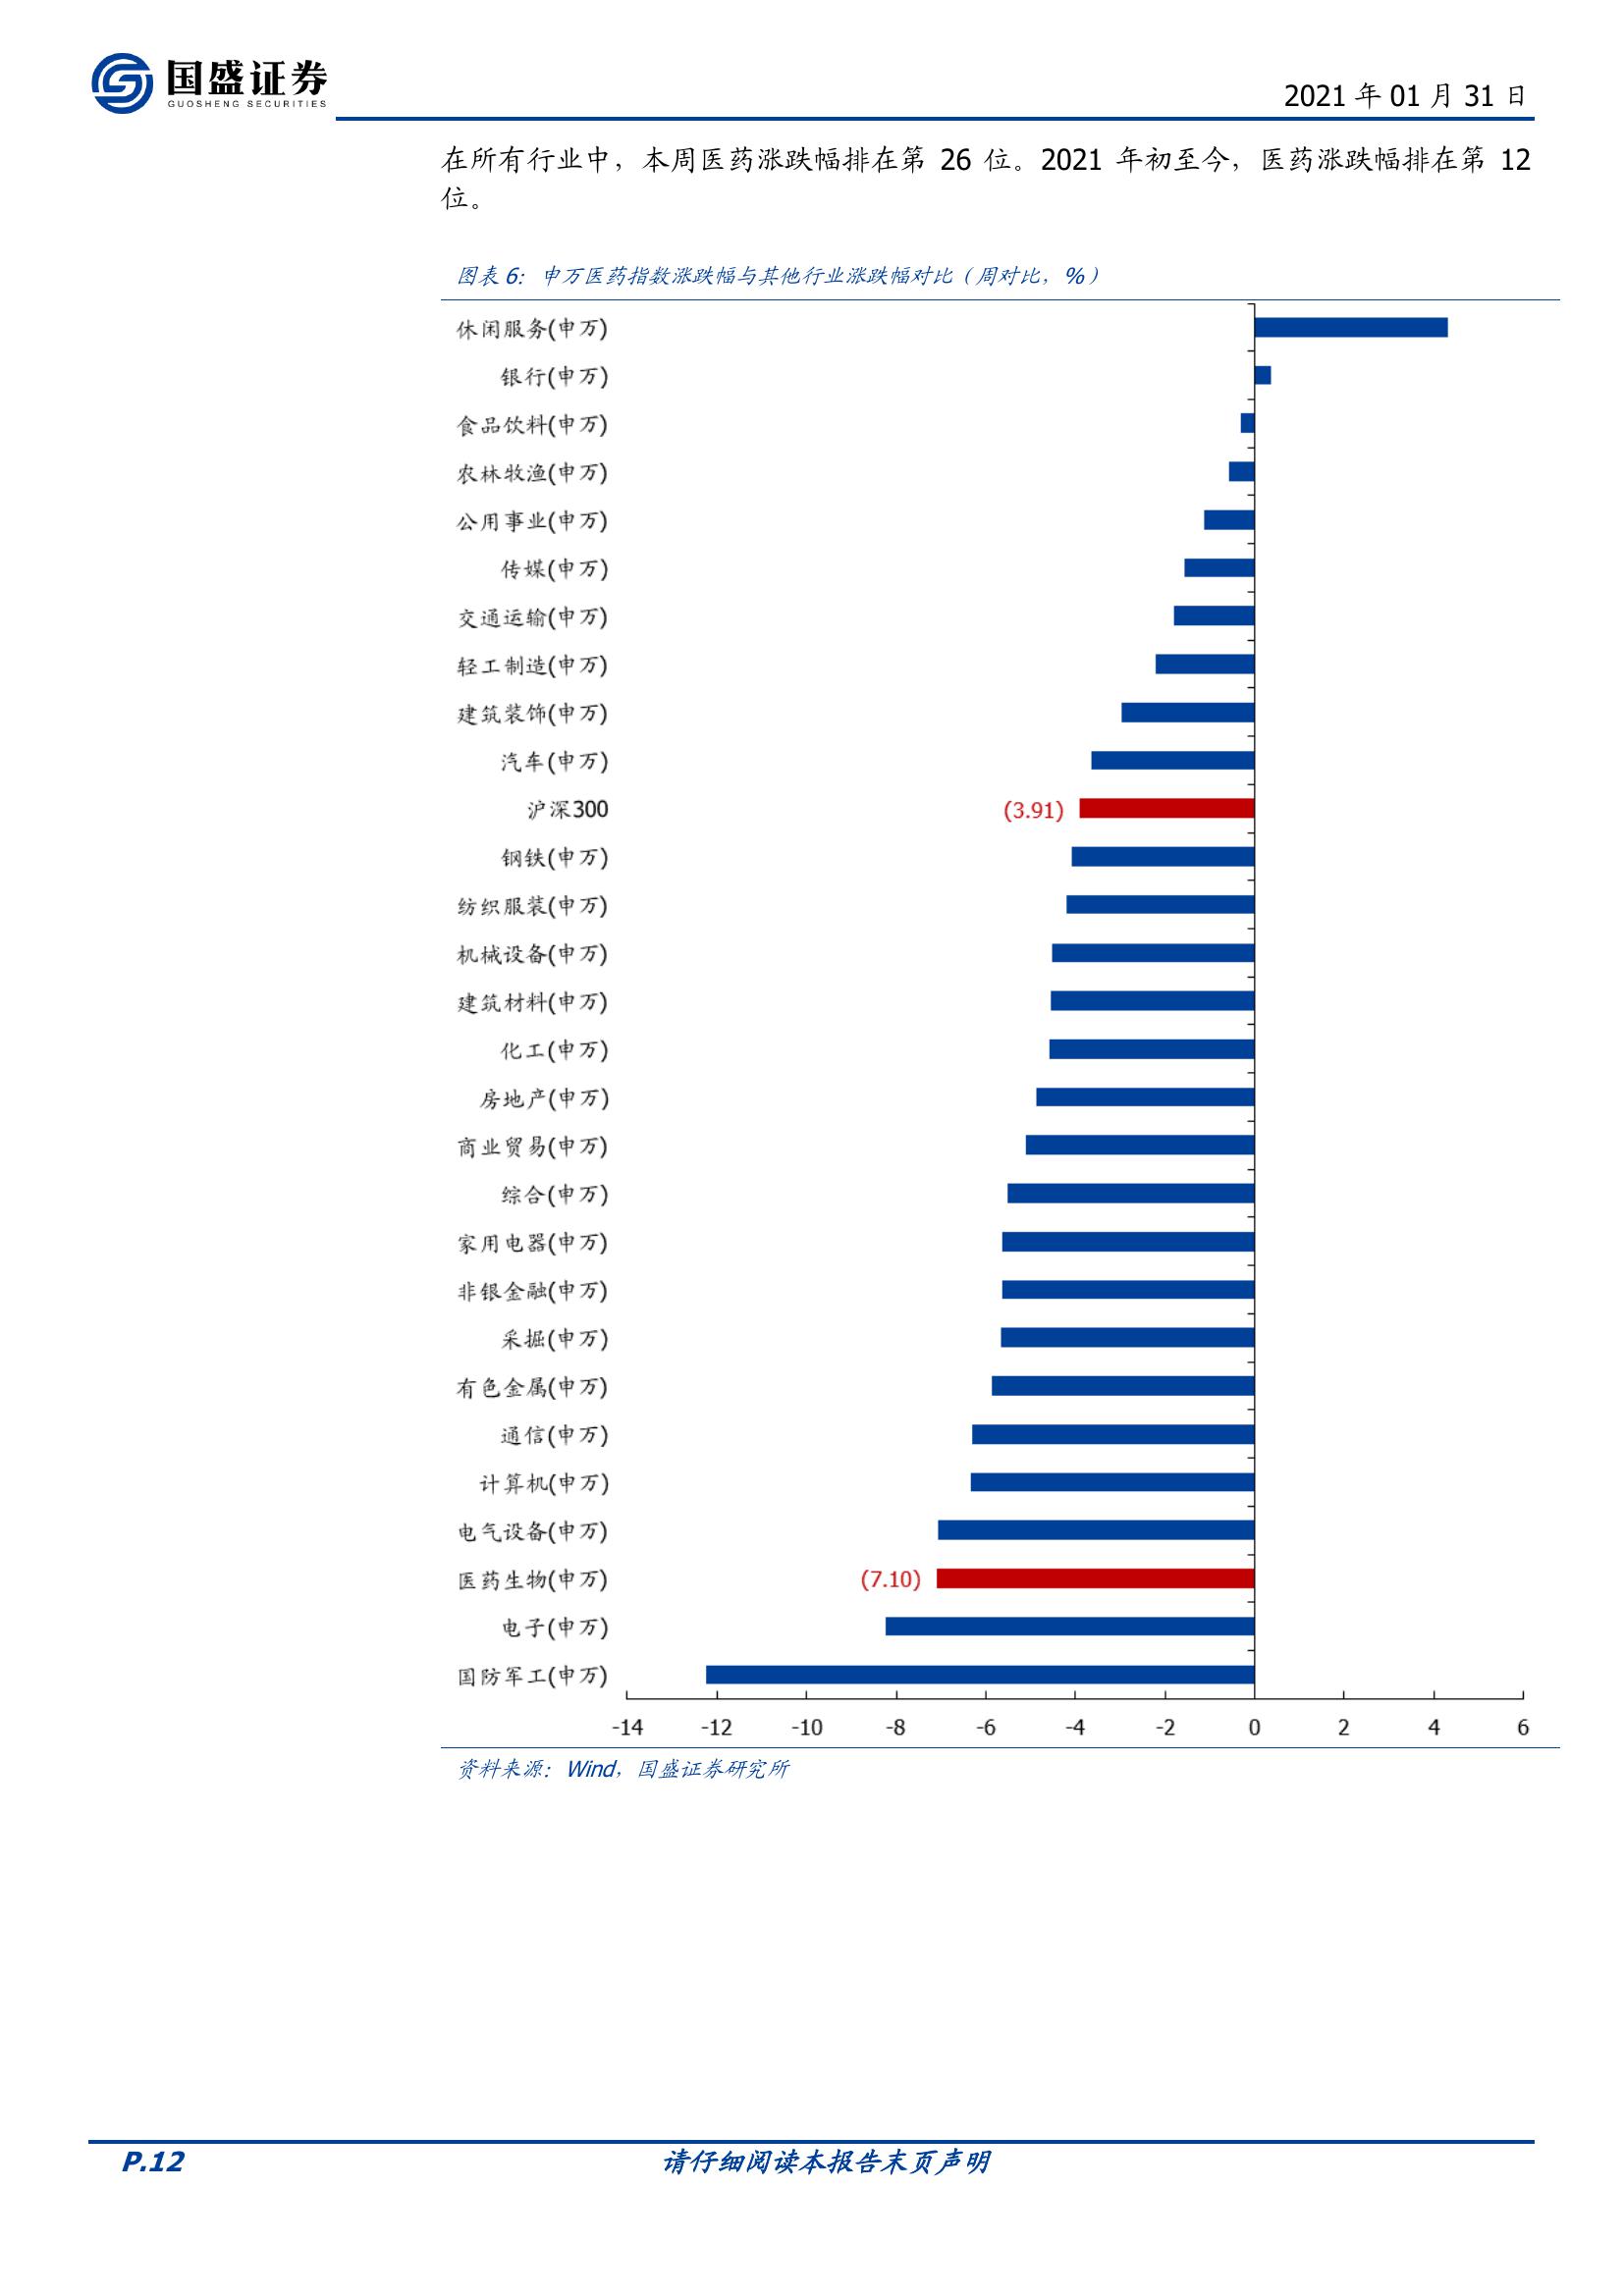 国盛证券
GUOSHENG SECURITIES
2021 年 01 月 31 日
在所有行业中，本周医药涨跌幅排在第 26 位。2021 年初至今，医药涨跌幅排在第 12
位。
图表 6：申万医药指数涨跌幅与其他行业涨跌幅对比（周对比，%）
休闲服务(申万)
银行(申万)
食品饮料(申万)
农林牧渔(申万)
公用事业(申万)
传媒(申万)
交通运输(申万)
轻工制造(申万)
建筑装饰(申万)
汽车(申万)
沪深300 (3.91)
钢铁(申万)
纺织服装(申万)
机械设备(申万)
建筑材料(申万)
化工(申万)
房地产(申万)
商业贸易(申万)
综合(申万)
家用电器(申万)
非银金融(申万)
采掘(申万)
有色金属(申万)
通信(申万)
计算机(申万)
电气设备(申万)
医药生物(申万) (7.10)
电子(申万)
国防军工(申万)
-14 -12 -10 -8 -6 -4 -2 0 2 4 6
资料来源：Wind，国盛证券研究所
P.12 请仔细阅读本报告末页声明